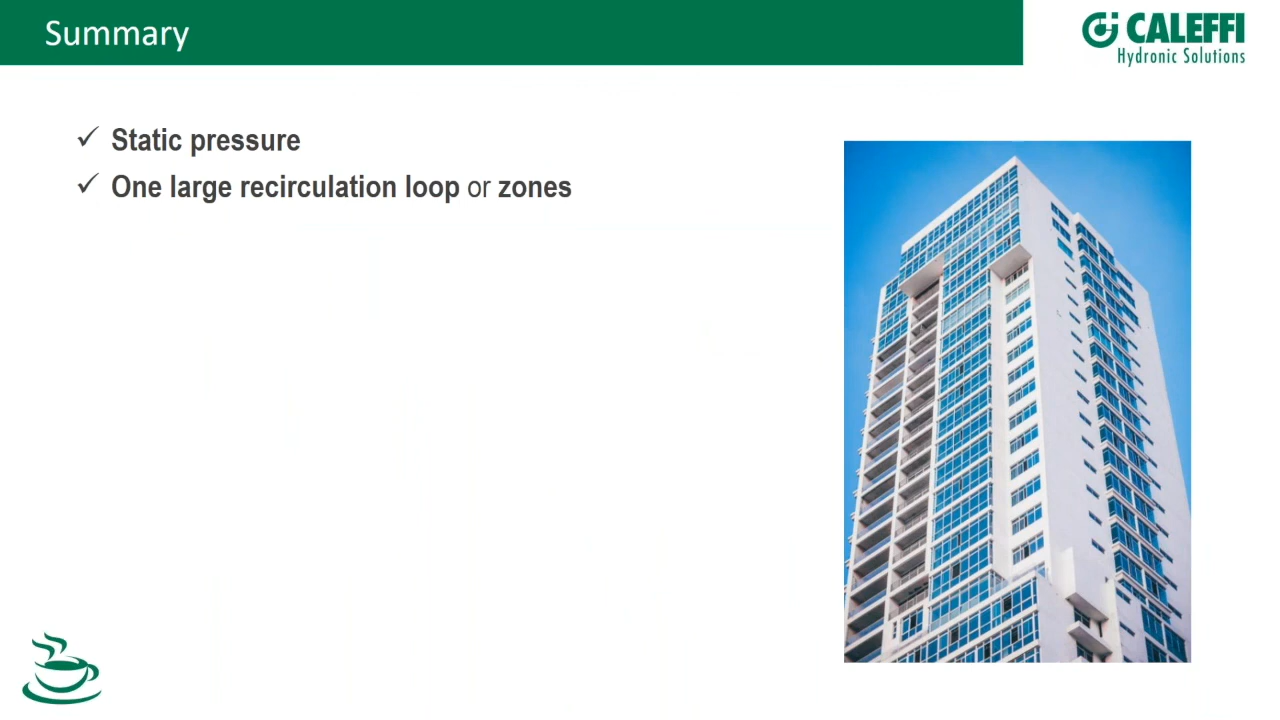 Summary
CALEFFI
Hydronic Solutions
✓ Static pressure
✓ One large recirculation loop or zones